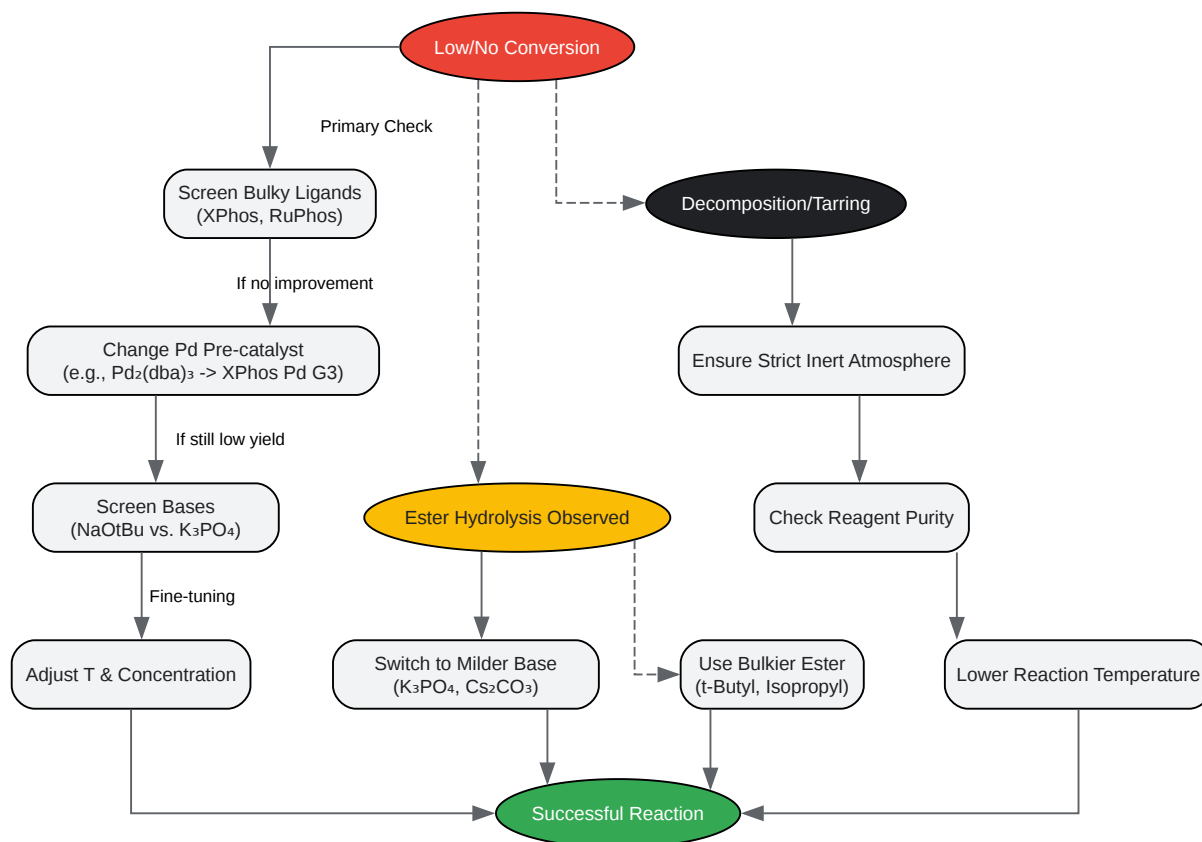 Low/No Conversion
Primary Check
Screen Bulky Ligands
(XPhos, RuPhos)
Decomposition/Tarring
If no improvement
Change Pd Pre-catalyst
(e.g., Pd₂(dba)₃ -> XPhos Pd G3)
Ensure Strict Inert Atmosphere
If still low yield
Screen Bases
(NaOtBu vs. K₃PO₄)
Ester Hydrolysis Observed
Check Reagent Purity
Fine-tuning
Adjust T & Concentration
Switch to Milder Base
(K₃PO₄, Cs₂CO₃)
Use Bulkier Ester
(t-Butyl, Isopropyl)
Lower Reaction Temperature
Successful Reaction